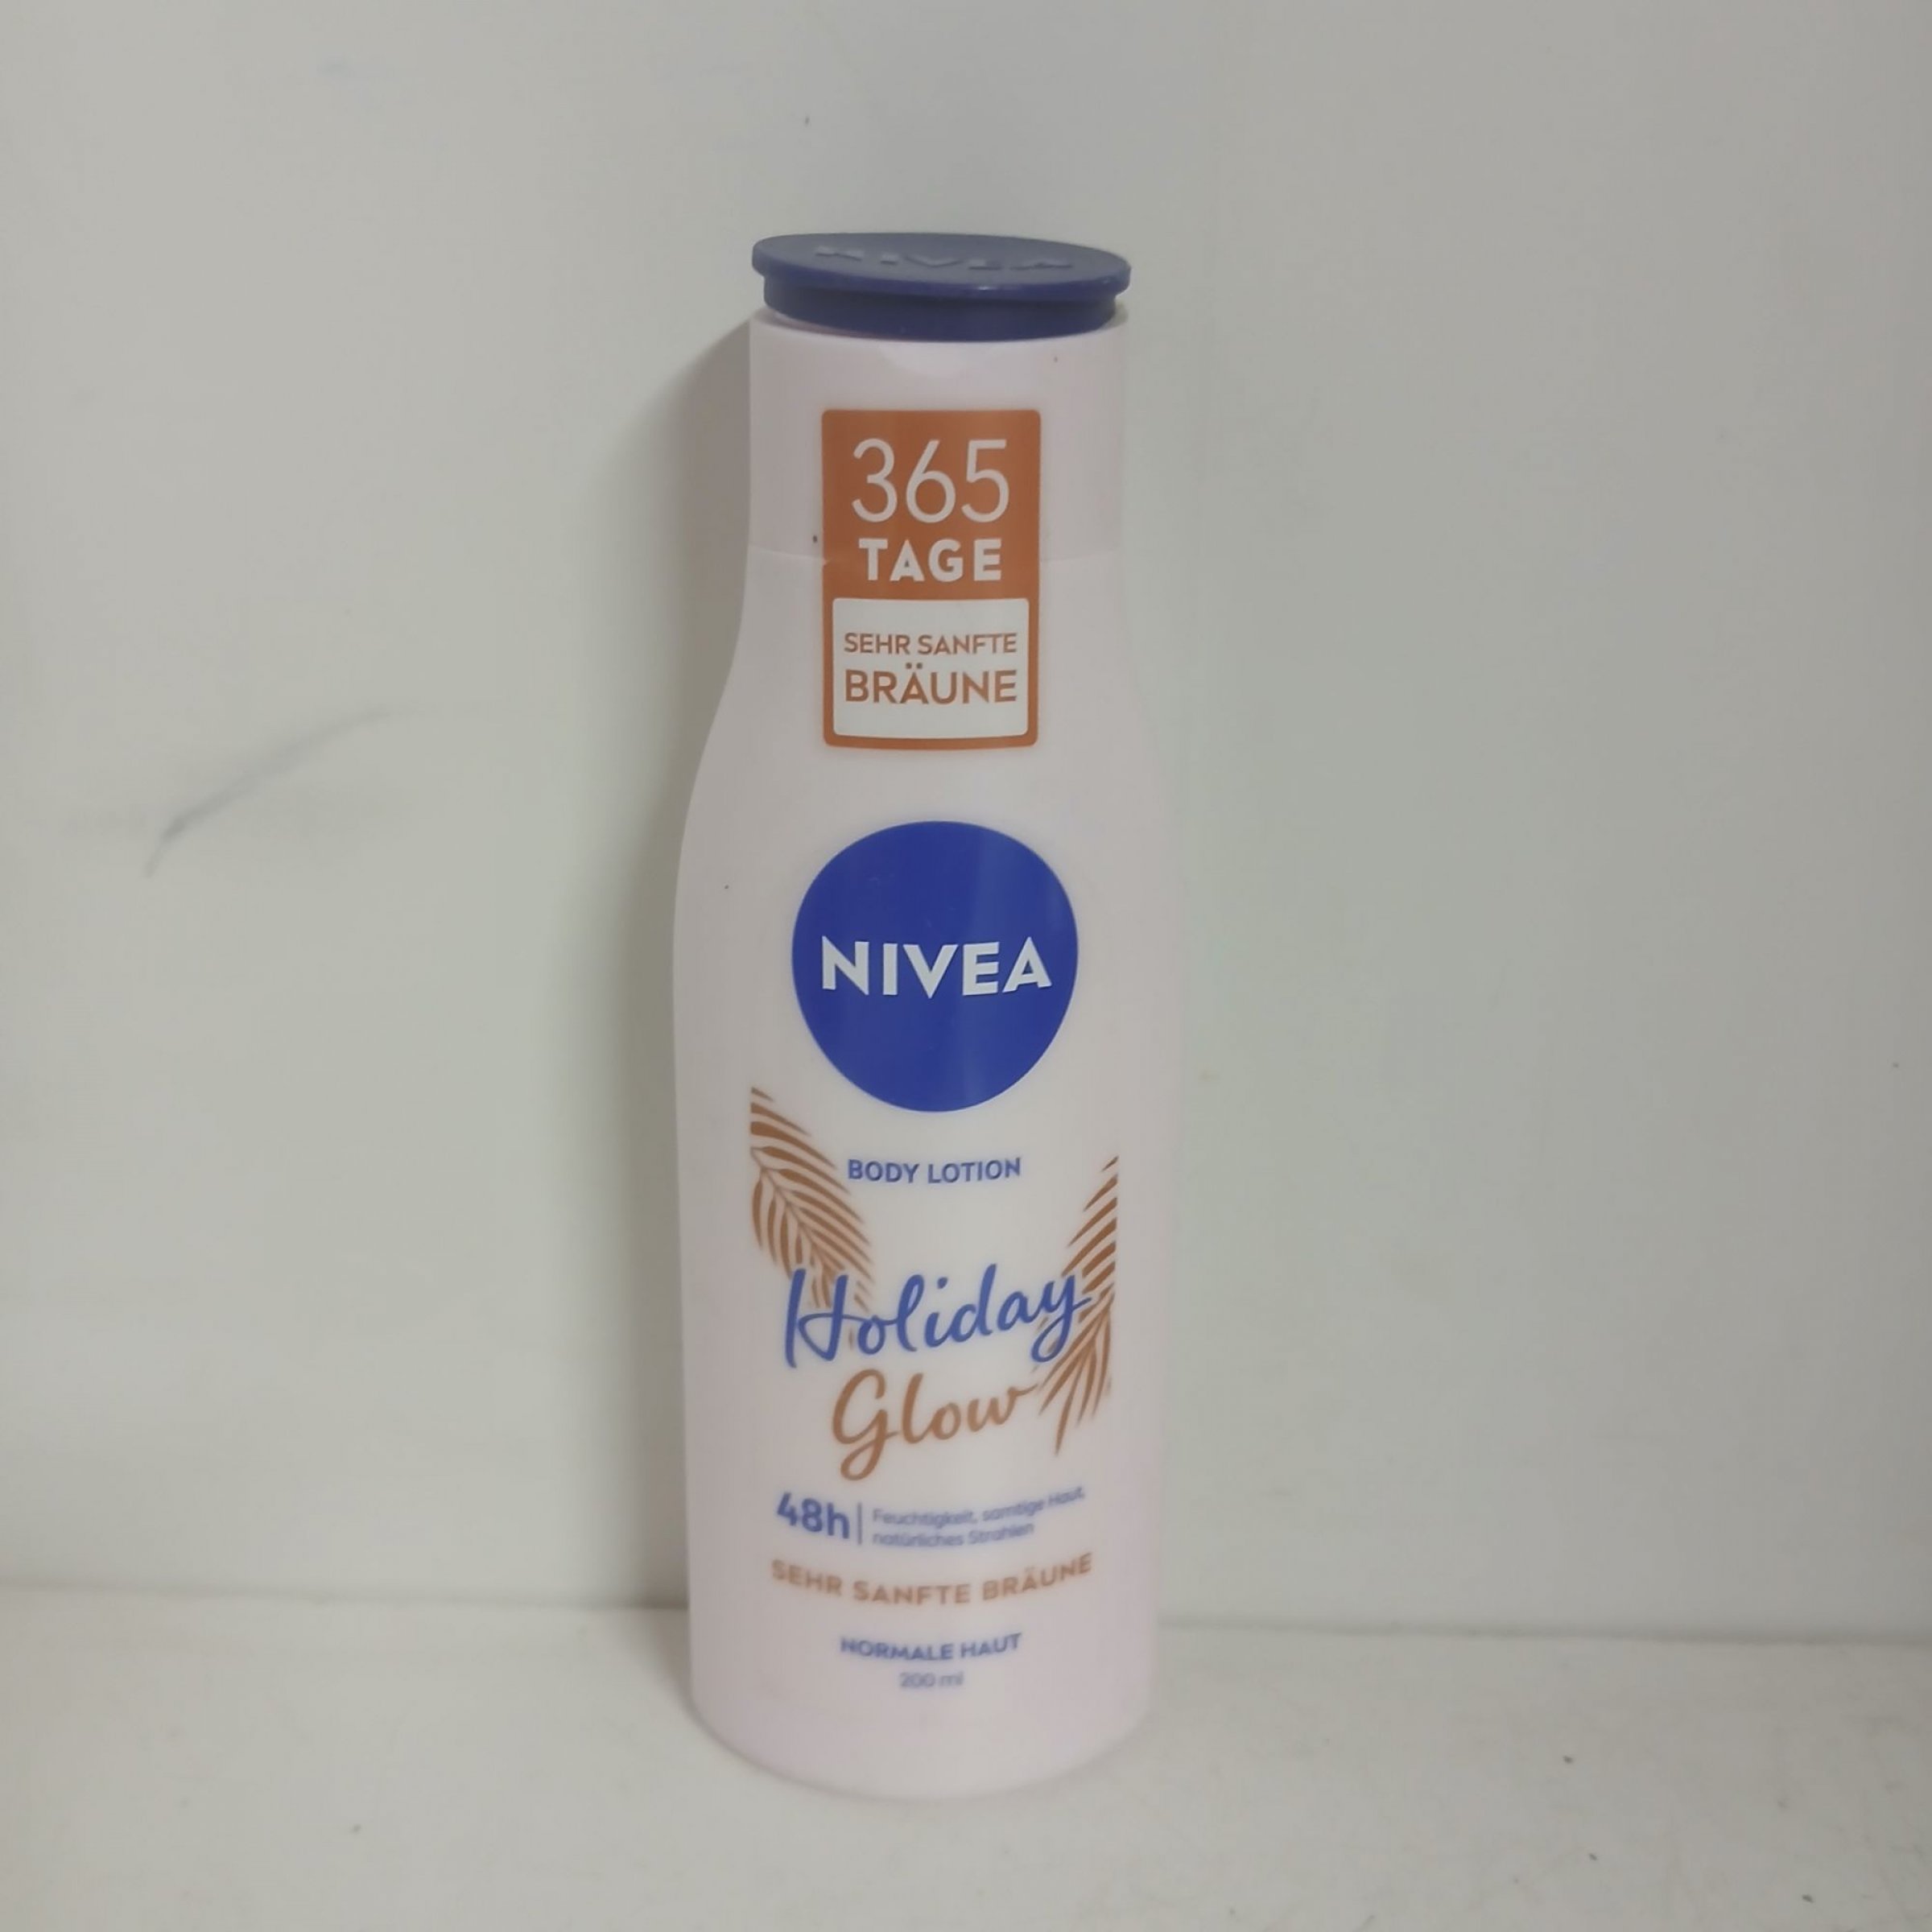 NIVEA
365
TAGE
SEHR SANFTE
BRÄUNE
NIVEA
BODY LOTION
Holiday
Glow
48h
Feuchtigkeit, samtige Haut,
natürliches Strahlen
SEHR SANFTE BRÄUNE
NORMALE HAUT
200 ml